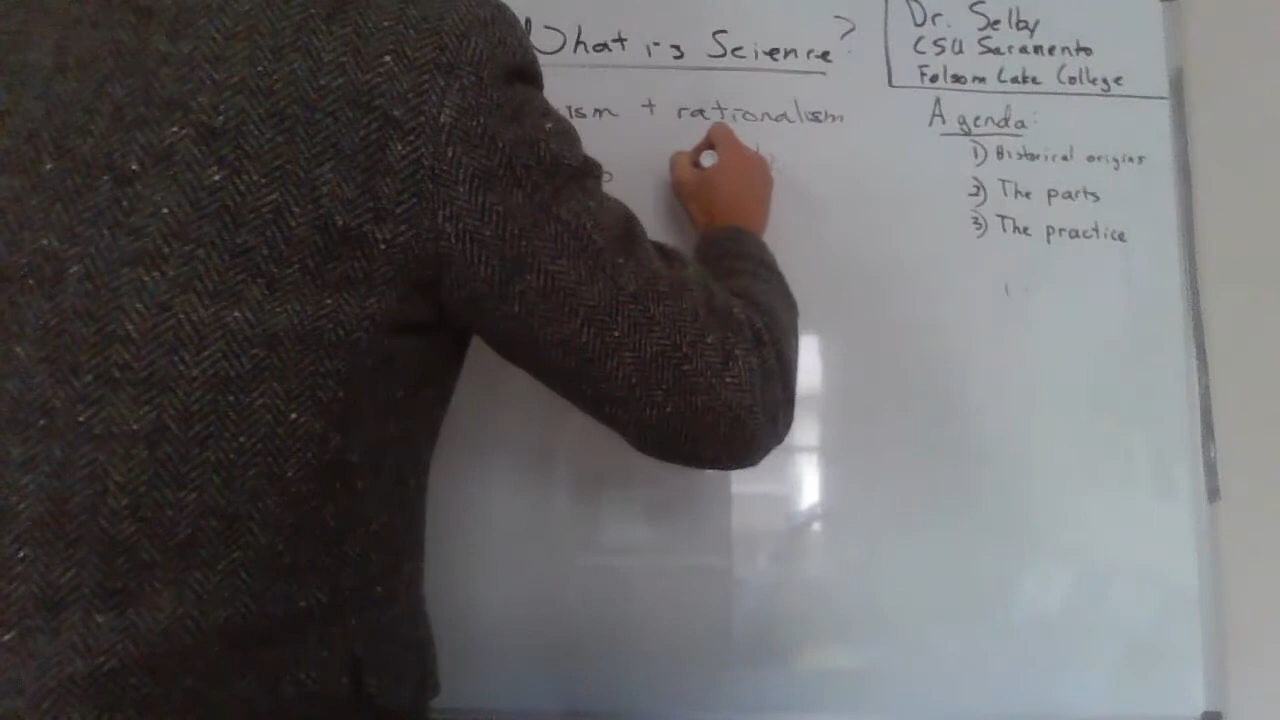 What is Science?
ism + rationalism
Dr. Selby
CSU Saramento
Folsom Lake College
Agenda:
1) Historical origins
2) The parts
3) The practice